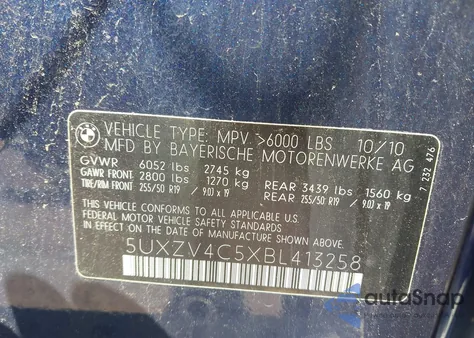 BMW
VEHICLE TYPE: MPV >6000 LBS 10/10
MFD BY BAYERISCHE MOTORENWERKE AG
GVWR 6052 lbs 2745 kg
GAWR FRONT 2800 lbs 1270 kg REAR 3439 lbs 1560 kg
TIRE/RIM FRONT 255/50 R19 / 9.0J x 19 REAR 255/50 R19 / 9.0J x 19
THIS VEHICLE CONFORMS TO ALL APPLICABLE U.S.
FEDERAL MOTOR VEHICLE SAFETY STANDARDS
IN EFFECT ON THE DATE OF MANUFACTURE SHOWN ABOVE.
5UXZV4C5XBL413258
7 232 476
autoSnap